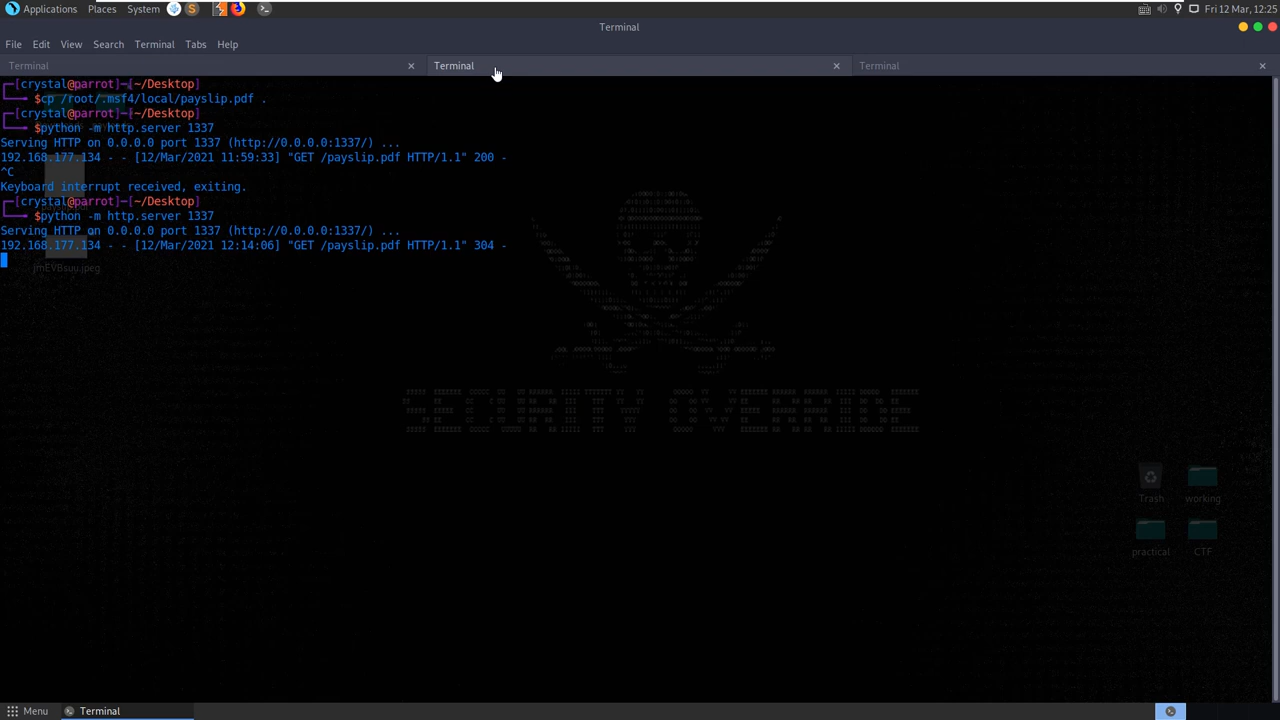 Applications Places System Fri 12 Mar, 12:25
Terminal
File Edit View Search Terminal Tabs Help
Terminal Terminal Terminal
┌─[crystal@parrot]─[~/Desktop]
└──╼ $cp /root/.msf4/local/payslip.pdf .
┌─[crystal@parrot]─[~/Desktop]
└──╼ $python -m http.server 1337
Serving HTTP on 0.0.0.0 port 1337 (http://0.0.0.0:1337/) ...
192.168.177.134 - - [12/Mar/2021 11:59:33] "GET /payslip.pdf HTTP/1.1" 200 -
^C
Keyboard interrupt received, exiting.
┌─[crystal@parrot]─[~/Desktop]
└──╼ $python -m http.server 1337
Serving HTTP on 0.0.0.0 port 1337 (http://0.0.0.0:1337/) ...
192.168.177.134 - - [12/Mar/2021 12:14:06] "GET /payslip.pdf HTTP/1.1" 304 -
jmEVBsuu.jpeg
SECURITY OVERRIDE
Trash working
practical CTF
Menu Terminal